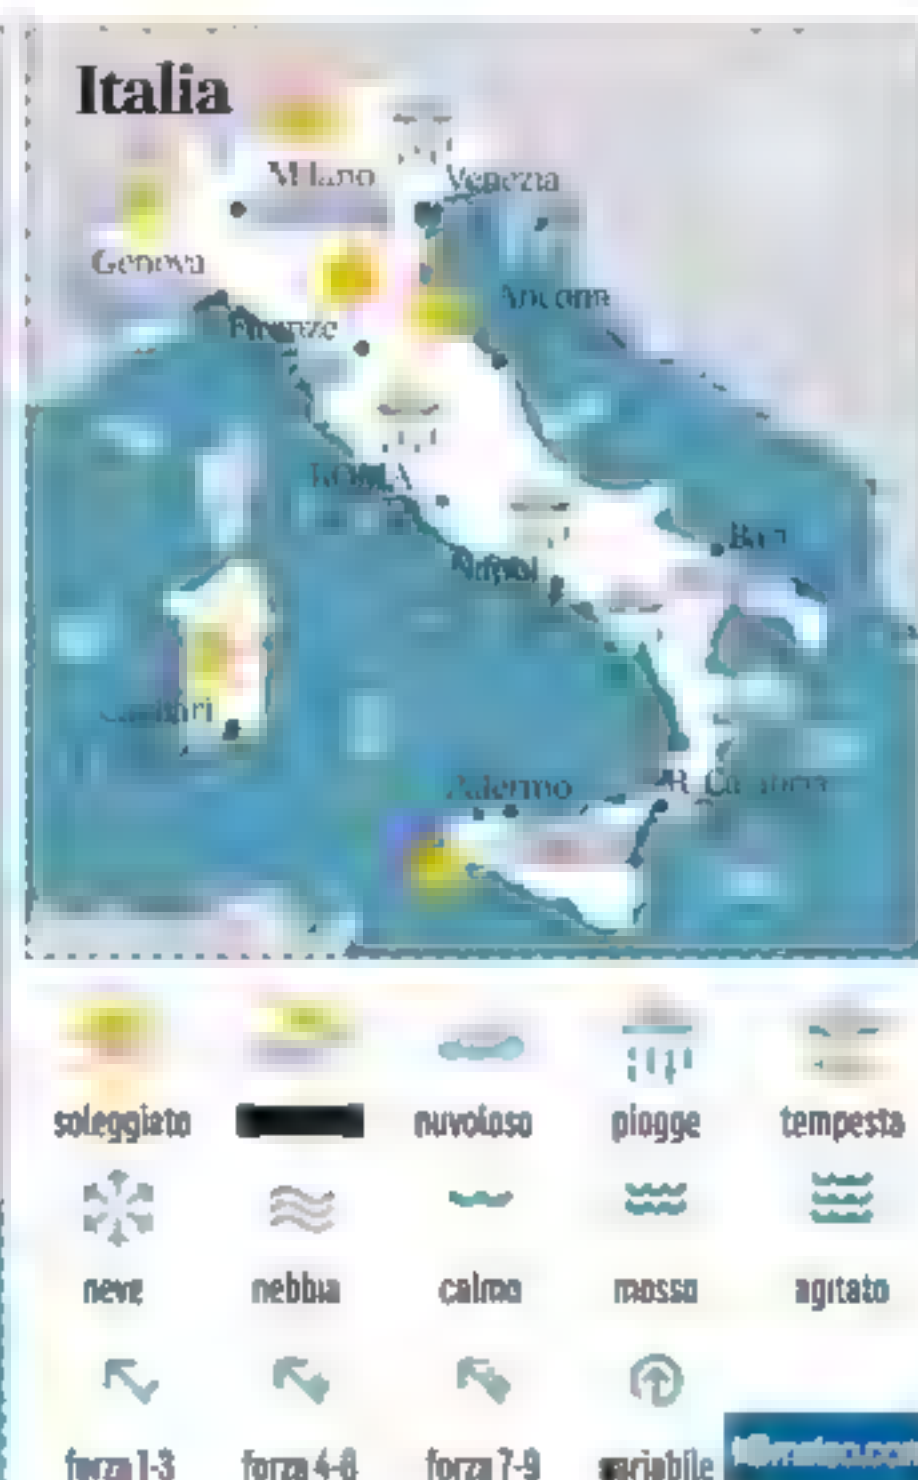 Italia
Milano
Venezia
Genova
Ancona
Firenze
ROMA
Bari
Napoli
Cagliari
Palermo
R. Calabria
soleggiato
nuvoloso
piogge
tempesta
neve
nebbia
calmo
mosso
agitato
forza 1-3
forza 4-6
forza 7-9
variabile